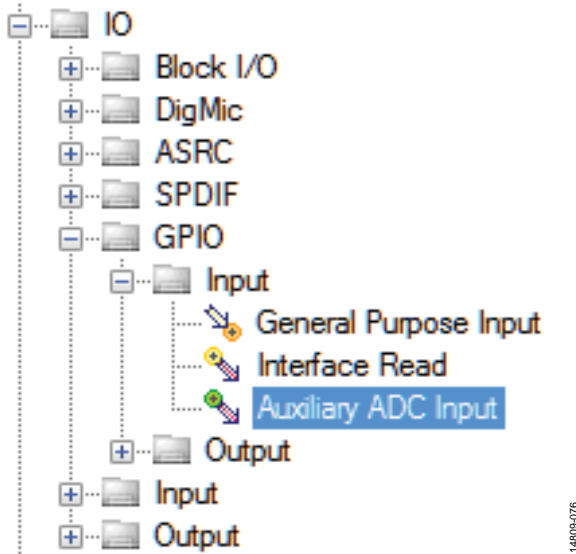 IO
Block I/O
DigMic
ASRC
SPDIF
GPIO
Input
General Purpose Input
Interface Read
Auxiliary ADC Input
Output
Input
Output
14809-076